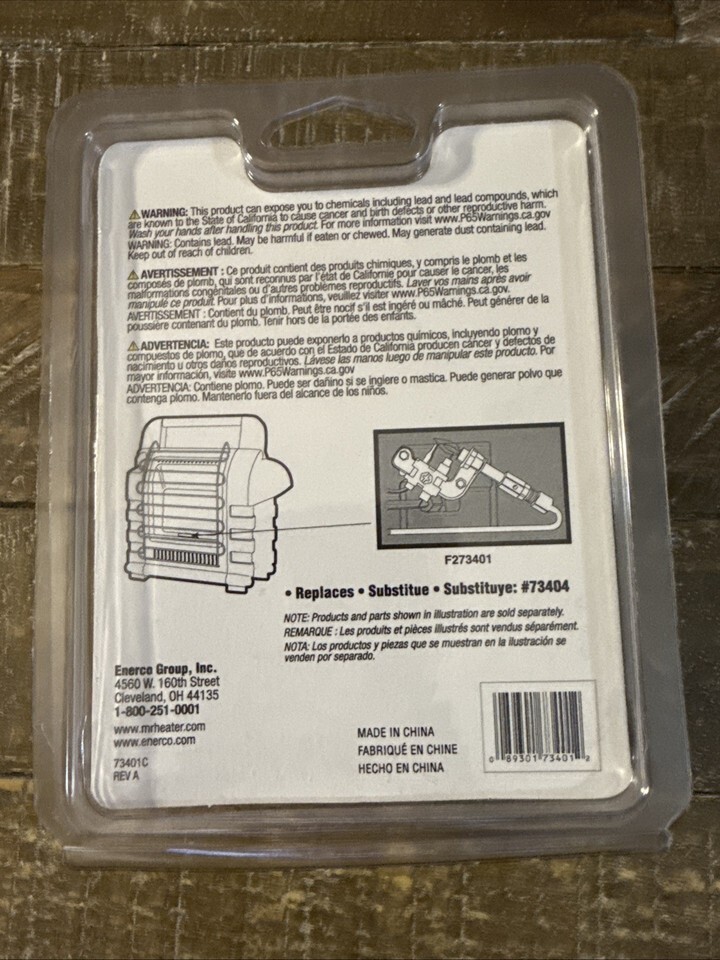 ⚠WARNING: This product can expose you to chemicals including lead and lead compounds, which
are known to the State of California to cause cancer and birth defects or other reproductive harm.
Wash your hands after handling this product. For more information visit www.P65Warnings.ca.gov
WARNING: Contains lead. May be harmful if eaten or chewed. May generate dust containing lead.
Keep out of reach of children.
⚠AVERTISSEMENT : Ce produit contient des produits chimiques, y compris le plomb et les
composés de plomb, qui sont reconnus par l'état de Californie pour causer le cancer, les
malformations congénitales ou d'autres problèmes reproductifs. Laver vos mains après avoir
manipulé ce produit. Pour plus d'informations, veuillez visiter www.P65Warnings.ca.gov.
AVERTISSEMENT : Contient du plomb. Peut être nocif s'il est ingéré ou mâché. Peut générer de la
poussière contenant du plomb. Tenir hors de la portée des enfants.
⚠ADVERTENCIA: Este producto puede exponerlo a productos químicos, incluyendo plomo y
compuestos de plomo, que de acuerdo con el Estado de California producen cáncer y defectos de
nacimiento u otros daños reproductivos. Lávese las manos luego de manipular este producto. Por
mayor información, visite www.P65Warnings.ca.gov
ADVERTENCIA: Contiene plomo. Puede ser dañino si se ingiere o mastica. Puede generar polvo que
contenga plomo. Mantenerlo fuera del alcance de los niños.
F273401
• Replaces • Substitue • Substituye: #73404
NOTE: Products and parts shown in illustration are sold separately.
REMARQUE : Les produits et pièces illustrés sont vendus séparément.
NOTA: Los productos y piezas que se muestran en la ilustración se
venden por separado.
Enerco Group, Inc.
4560 W. 160th Street
Cleveland, OH 44135
1-800-251-0001
www.mrheater.com
www.enerco.com
73401C
REV A
MADE IN CHINA
FABRIQUÉ EN CHINE
HECHO EN CHINA
0 89301 73401 2